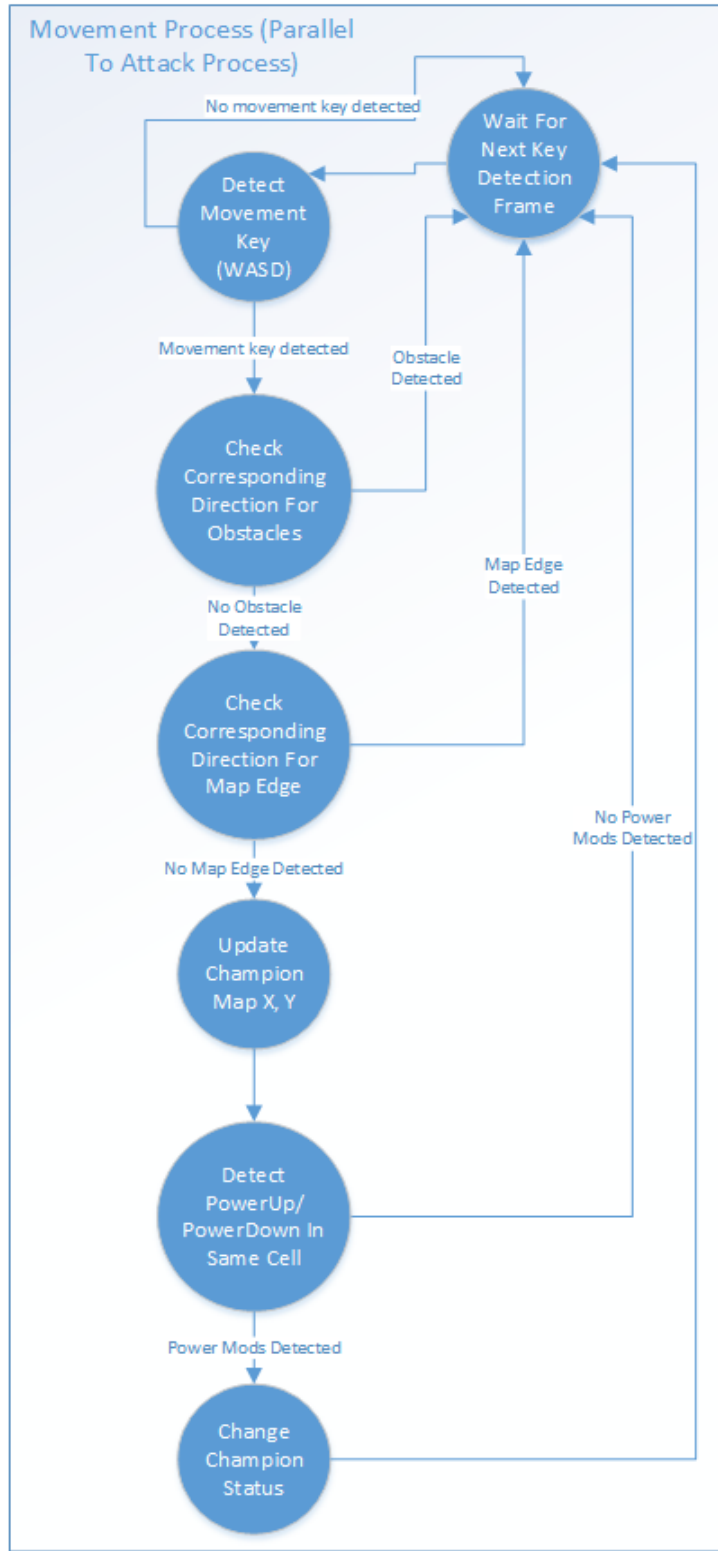 Movement Process (Parallel
To Attack Process)
No movement key detected
Wait For
Next Key
Detection
Frame
Detect
Movement
Key
(WASD)
Movement key detected
Obstacle
Detected
Check
Corresponding
Direction For
Obstacles
Map Edge
Detected
No Obstacle
Detected
Check
Corresponding
Direction For
Map Edge
No Power
Mods Detected
No Map Edge Detected
Update
Champion
Map X, Y
Detect
PowerUp/
PowerDown In
Same Cell
Power Mods Detected
Change
Champion
Status